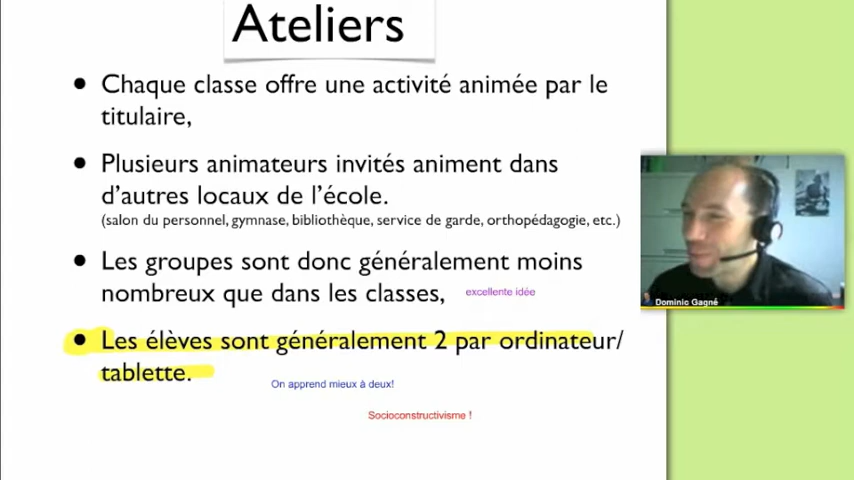 Ateliers
• Chaque classe offre une activité animée par le
titulaire,
• Plusieurs animateurs invités animent dans
d'autres locaux de l'école.
(salon du personnel, gymnase, bibliothèque, service de garde, orthopédagogie, etc.)
• Les groupes sont donc généralement moins
nombreux que dans les classes,
excellente idée
• Les élèves sont généralement 2 par ordinateur/
tablette.
On apprend mieux à deux!
Socioconstructivisme !
Dominic Gagné